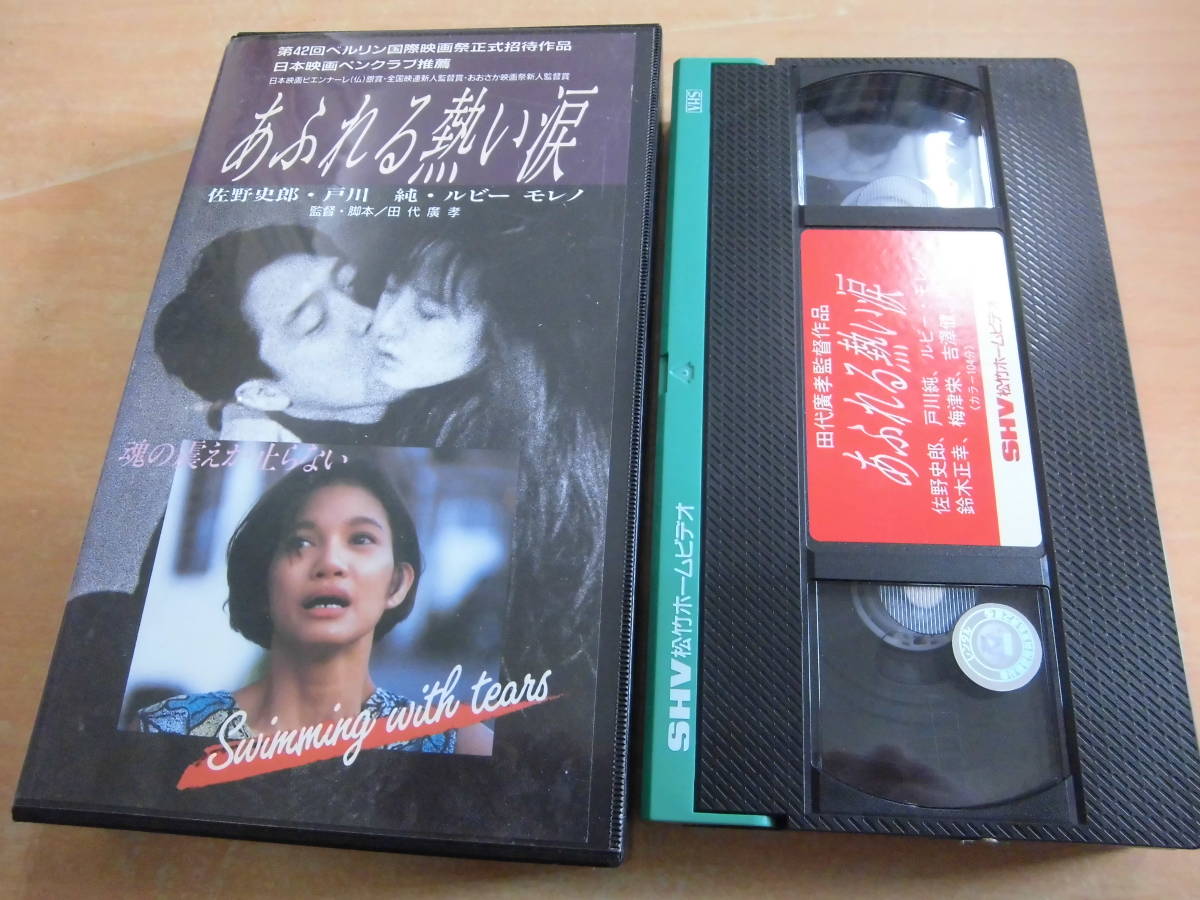 第42回ベルリン国際映画祭正式招待作品
日本映画ペンクラブ推薦
日本映画ビエンナーレ(仏)銀賞・全国映連新人監督賞・おおさか映画祭新人監督賞
あふれる熱い涙
佐野史郎・戸川 純・ルビー モレノ
監督・脚本/田代廣孝
魂の震えが止らない
Swimming with tears
VHS
SHV松竹ホームビデオ
田代廣孝監督作品
あふれる熱い涙
佐野史郎、戸川純、ルビー・モレノ
鈴木正幸、梅津栄、吉澤健
〈カラー104分〉
SHV松竹ホームビデオ